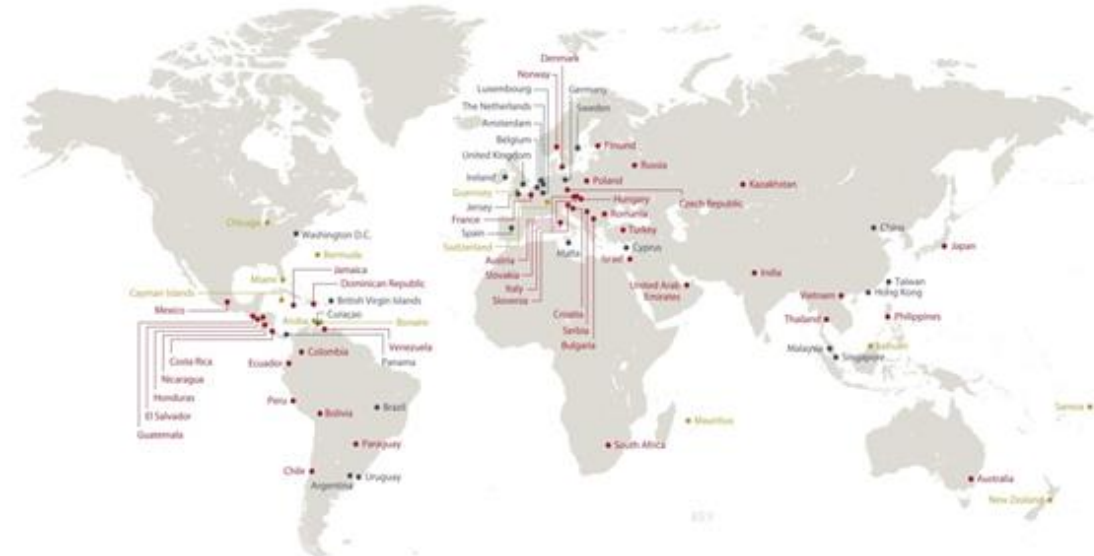 Denmark
Norway
Luxembourg
Germany
The Netherlands
Sweden
Amsterdam
Belgium
United Kingdom
Ireland
Guernsey
Jersey
France
Spain
Switzerland
Austria
Slovakia
Italy
Slovenia
Malta
Croatia
Serbia
Bulgaria
Russia
Poland
Hungary
Czech Republic
Romania
Turkey
Cyprus
Israel
United Arab
Emirates
Kazakhstan
China
Japan
India
Taiwan
Hong Kong
Vietnam
Thailand
Philippines
Malaysia
Singapore
Chicago
Washington D.C.
Bermuda
Miami
Jamaica
Cayman Islands
Dominican Republic
Mexico
British Virgin Islands
Aruba
Curaçao
Bonaire
Venezuela
Panama
Costa Rica
Nicaragua
Honduras
El Salvador
Guatemala
Colombia
Ecuador
Peru
Bolivia
Brazil
Paraguay
Chile
Argentina
Uruguay
Mauritius
South Africa
Samoa
Australia
New Zealand
KEY